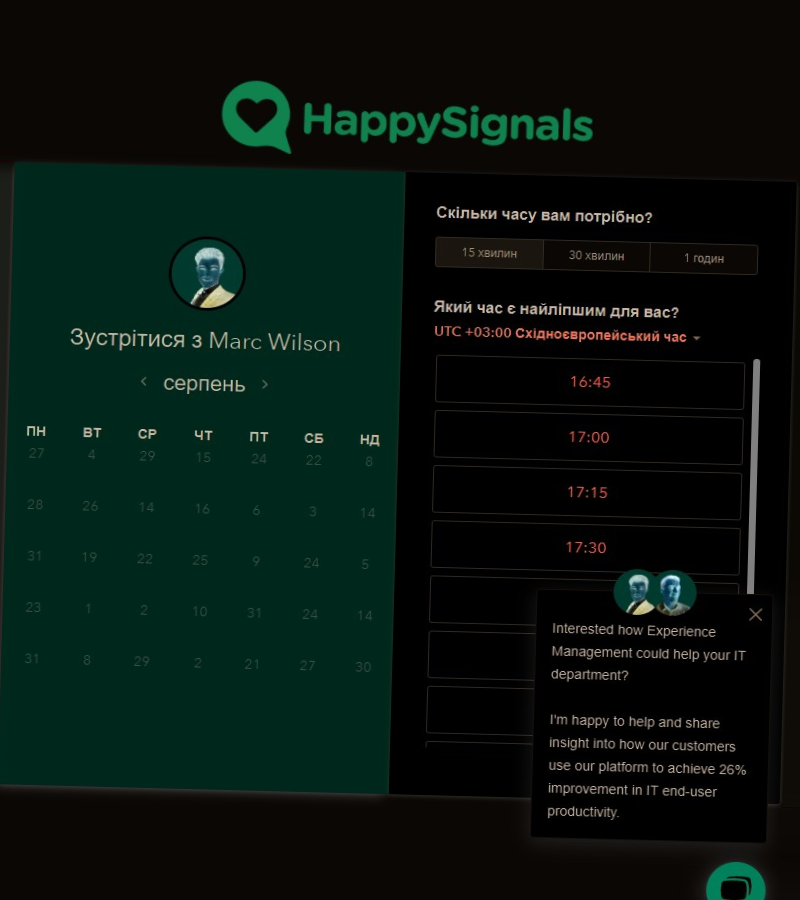 HappySignals
Зустрітися з Marc Wilson
серпень
ПН ВТ СР ЧТ ПТ СБ НД
27 4 29 15 24 22 8
28 26 14 16 6 3 14
31 19 22 25 9 24 5
23 1 2 10 31 24 14
31 8 29 2 21 27 30
Скільки часу вам потрібно?
15 хвилин 30 хвилин 1 годин
Який час є найліпшим для вас?
UTC +03:00 Східноєвропейський час
16:45
17:00
17:15
17:30
Interested how Experience
Management could help your IT
department?
I'm happy to help and share
insight into how our customers
use our platform to achieve 26%
improvement in IT end-user
productivity.